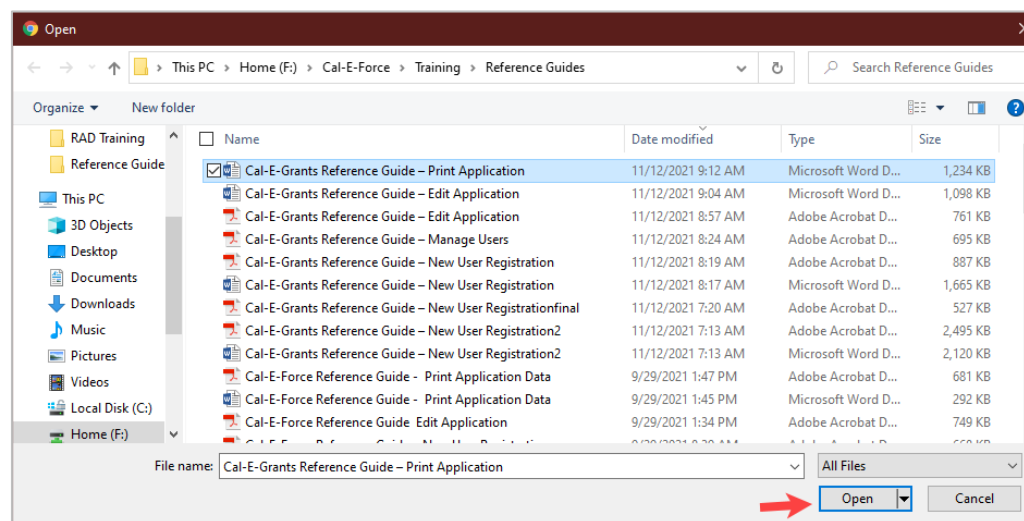 Open
This PC > Home (F:) > Cal-E-Force > Training > Reference Guides
Search Reference Guides
Organize
New folder
RAD Training
Reference Guide
This PC
3D Objects
Desktop
Documents
Downloads
Music
Pictures
Videos
Local Disk (C:)
Home (F:)
Name Date modified Type Size
Cal-E-Grants Reference Guide – Print Application 11/12/2021 9:12 AM Microsoft Word D... 1,234 KB
Cal-E-Grants Reference Guide – Edit Application 11/12/2021 9:04 AM Microsoft Word D... 1,098 KB
Cal-E-Grants Reference Guide – Edit Application 11/12/2021 8:57 AM Adobe Acrobat D... 761 KB
Cal-E-Grants Reference Guide – Manage Users 11/12/2021 8:24 AM Adobe Acrobat D... 695 KB
Cal-E-Grants Reference Guide – New User Registration 11/12/2021 8:19 AM Adobe Acrobat D... 887 KB
Cal-E-Grants Reference Guide – New User Registration 11/12/2021 8:17 AM Microsoft Word D... 1,665 KB
Cal-E-Grants Reference Guide – New User Registrationfinal 11/12/2021 7:20 AM Adobe Acrobat D... 527 KB
Cal-E-Grants Reference Guide – New User Registration2 11/12/2021 7:13 AM Adobe Acrobat D... 2,495 KB
Cal-E-Grants Reference Guide – New User Registration2 11/12/2021 7:13 AM Microsoft Word D... 2,120 KB
Cal-E-Force Reference Guide - Print Application Data 9/29/2021 1:47 PM Adobe Acrobat D... 681 KB
Cal-E-Force Reference Guide - Print Application Data 9/29/2021 1:45 PM Microsoft Word D... 292 KB
Cal-E-Force Reference Guide Edit Application 9/29/2021 1:34 PM Adobe Acrobat D... 749 KB
File name: Cal-E-Grants Reference Guide – Print Application
All Files
Open
Cancel